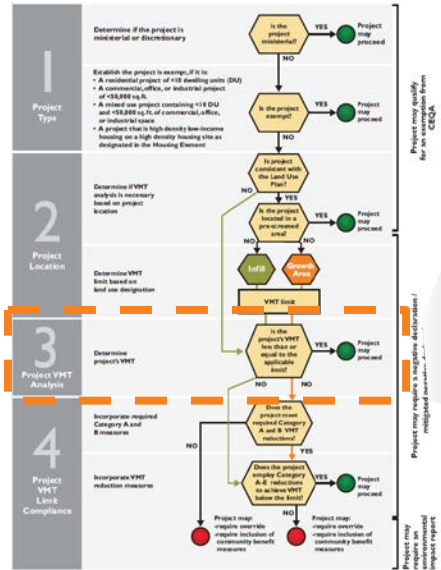 1
Project
Type
Determine if the project is
ministerial or discretionary
Is the
project
ministerial?
YES
Project
may
proceed
NO
Establish the project is exempt, if it is:
• A residential project of <10 dwelling units (DU)
• A commercial, office, or industrial project
of <50,000 sq. ft.
• A mixed use project containing <10 DU
and <50,000 sq. ft. of commercial, office,
or industrial space
• A project that is high density low-income
housing on a high density housing site as
designated in the Housing Element
Is the project
exempt?
YES
Project
may
proceed
NO
Project may qualify
for an exemption from
CEQA
2
Project
Location
Determine if VMT
analysis is necessary
based on project
location
Is project
consistent with
the Land Use
Plan?
NO
YES
Is the project
located in a
pre-screened
area?
YES
Project
may
proceed
YES
NO
Determine VMT
limit based on
land use designation
Infill
Growth
Area
VMT limit
3
Project VMT
Analysis
Determine
project's VMT
Is the
project's VMT
less than or
equal to the
applicable
limit?
YES
Project
may
proceed
NO
NO
Project may require a negative declaration /
4
Project
VMT
Limit
Compliance
Incorporate required
Category A and
B measures
Does the
project meet
required Category
A and B VMT
reductions?
NO
YES
Incorporate VMT
reduction measures
Does the project
employ Category
A-E reductions
to achieve VMT
below the limit?
YES
Project
may
proceed
NO
Project may:
-require override
-require inclusion of
community benefit
measures
Project may:
-require override
-require inclusion of
community benefit
measures
Project may
require an
environmental
impact report